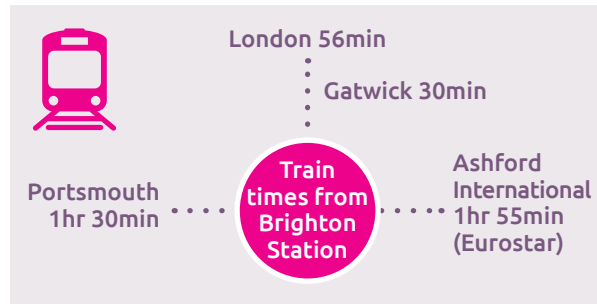 London 56min
Gatwick 30min
Train
times from
Brighton
Station
Portsmouth
1hr 30min
Ashford
International
1hr 55min
(Eurostar)